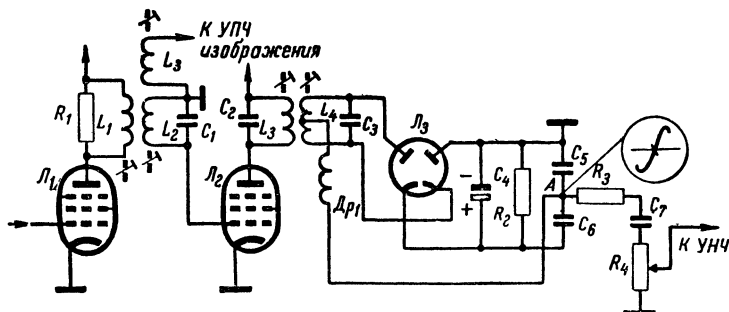 К УПЧ
изображения
L₃
R₁
L₁
L₂
C₁
C₂
L₃
L₄
C₃
Л₃
Л₁
Л₂
Др₁
-
+
C₄
R₂
C₅
A
C₆
R₃
C₇
R₄
К УНЧ